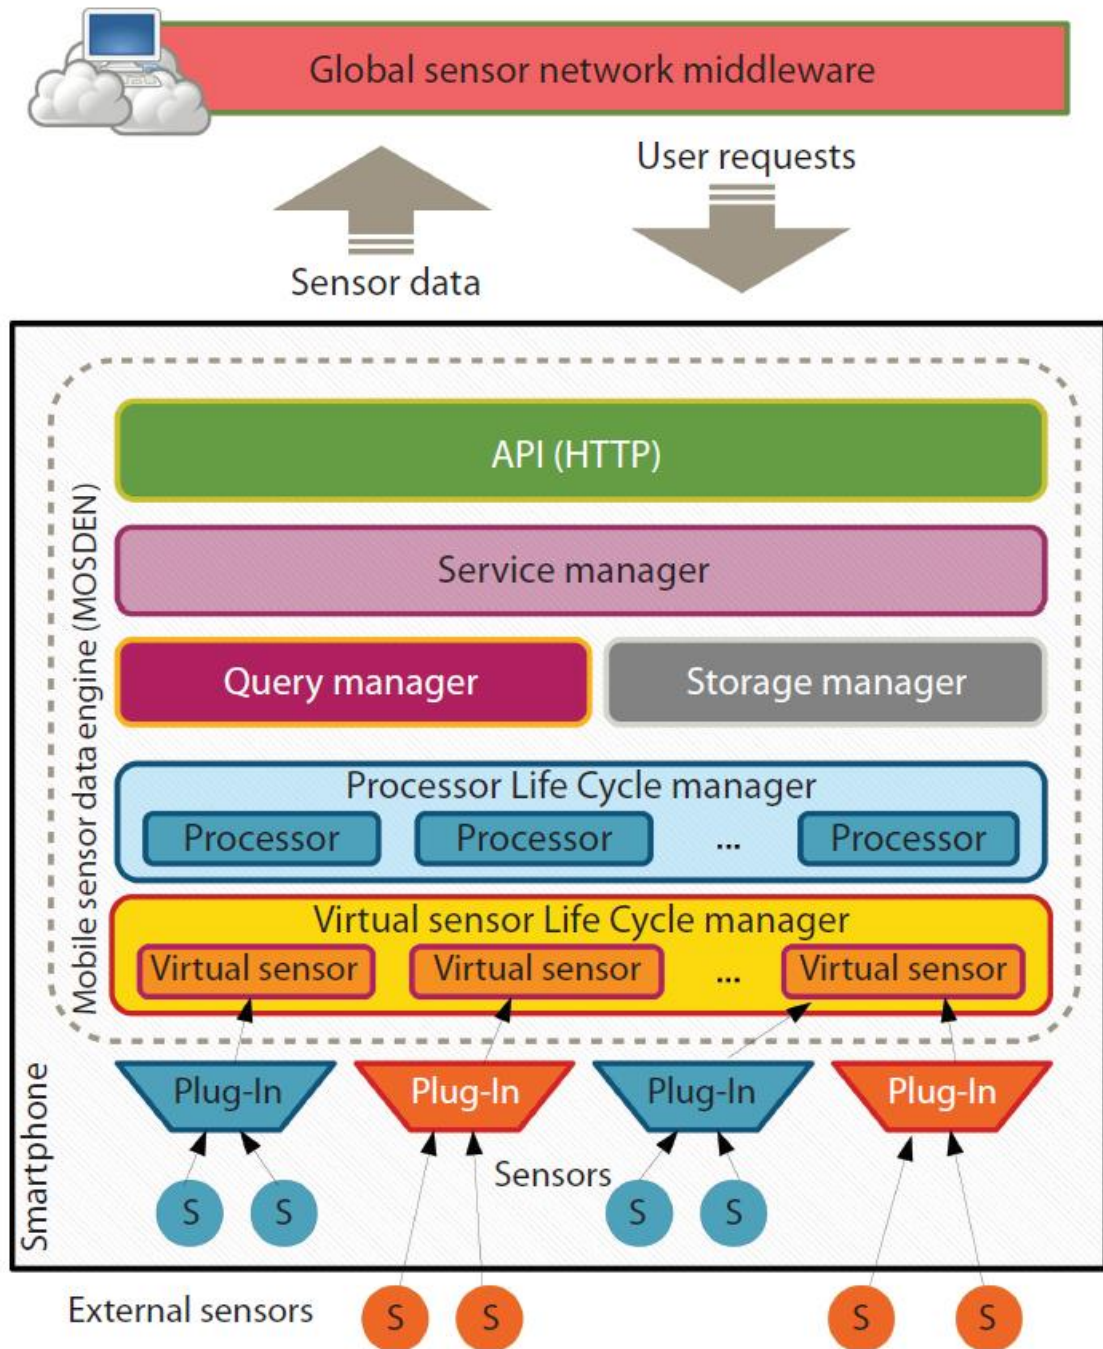 Global sensor network middleware
User requests
Sensor data
Mobile sensor data engine (MOSDEN)
API (HTTP)
Service manager
Query manager
Storage manager
Processor Life Cycle manager
Processor
Processor
...
Processor
Virtual sensor Life Cycle manager
Virtual sensor
Virtual sensor
...
Virtual sensor
Smartphone
Plug-In
Plug-In
Plug-In
Plug-In
Sensors
S
S
S
S
External sensors
S
S
S
S